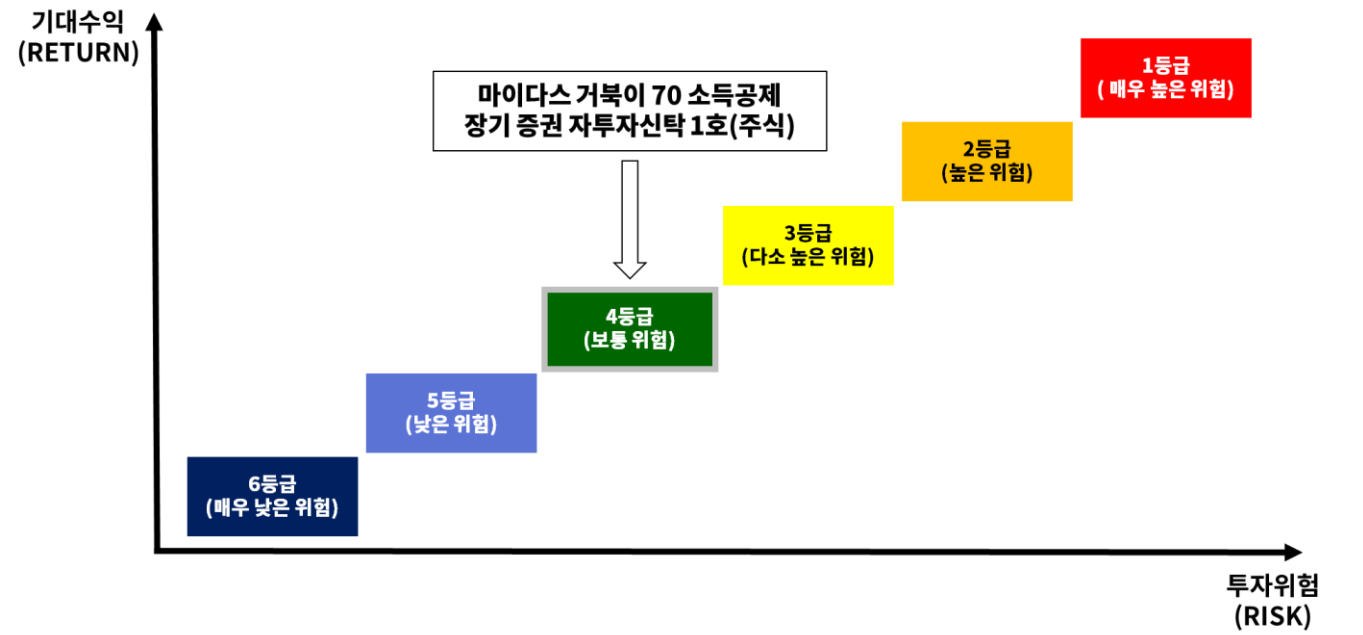 기대수익
(RETURN)
마이다스 거북이 70 소득공제
장기 증권 자투자신탁 1호(주식)
1등급
( 매우 높은 위험)
2등급
(높은 위험)
3등급
(다소 높은 위험)
4등급
(보통 위험)
5등급
(낮은 위험)
6등급
(매우 낮은 위험)
투자위험
(RISK)